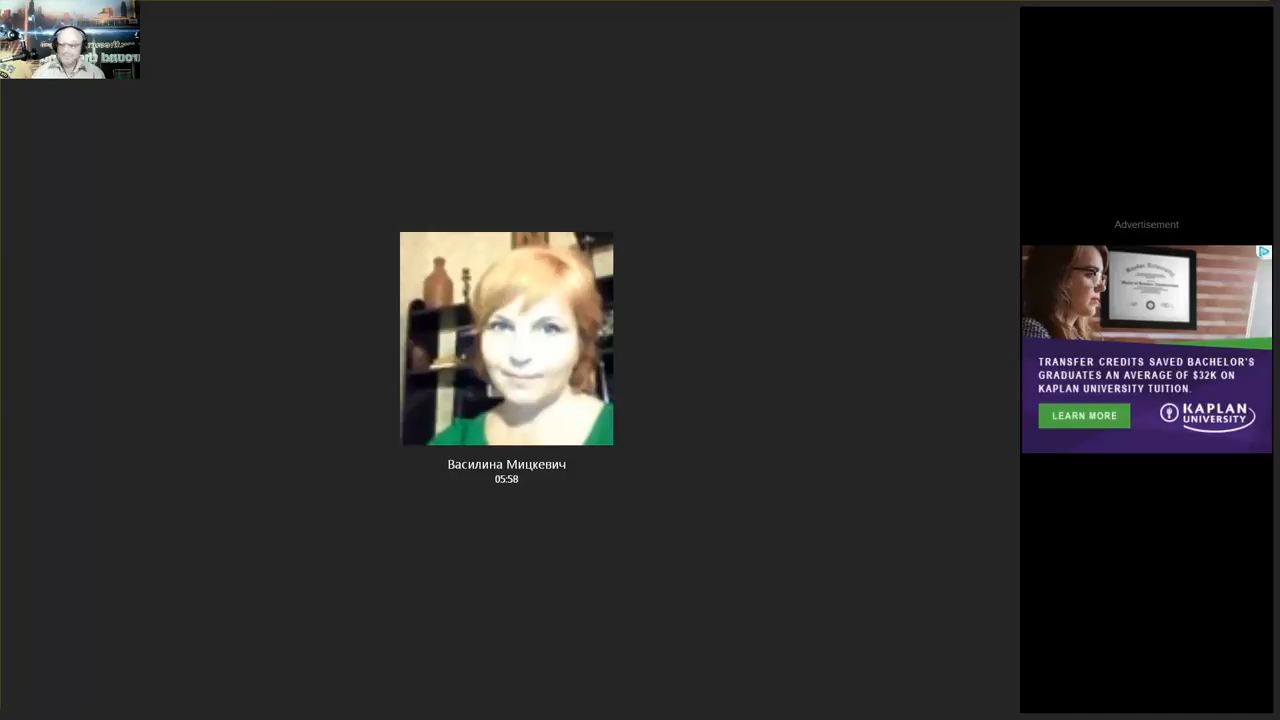 Advertisement
TRANSFER CREDITS SAVED BACHELOR'S
GRADUATES AN AVERAGE OF $32K ON
KAPLAN UNIVERSITY TUITION.
LEARN MORE
KAPLAN
UNIVERSITY
Василина Мицкевич
05:58